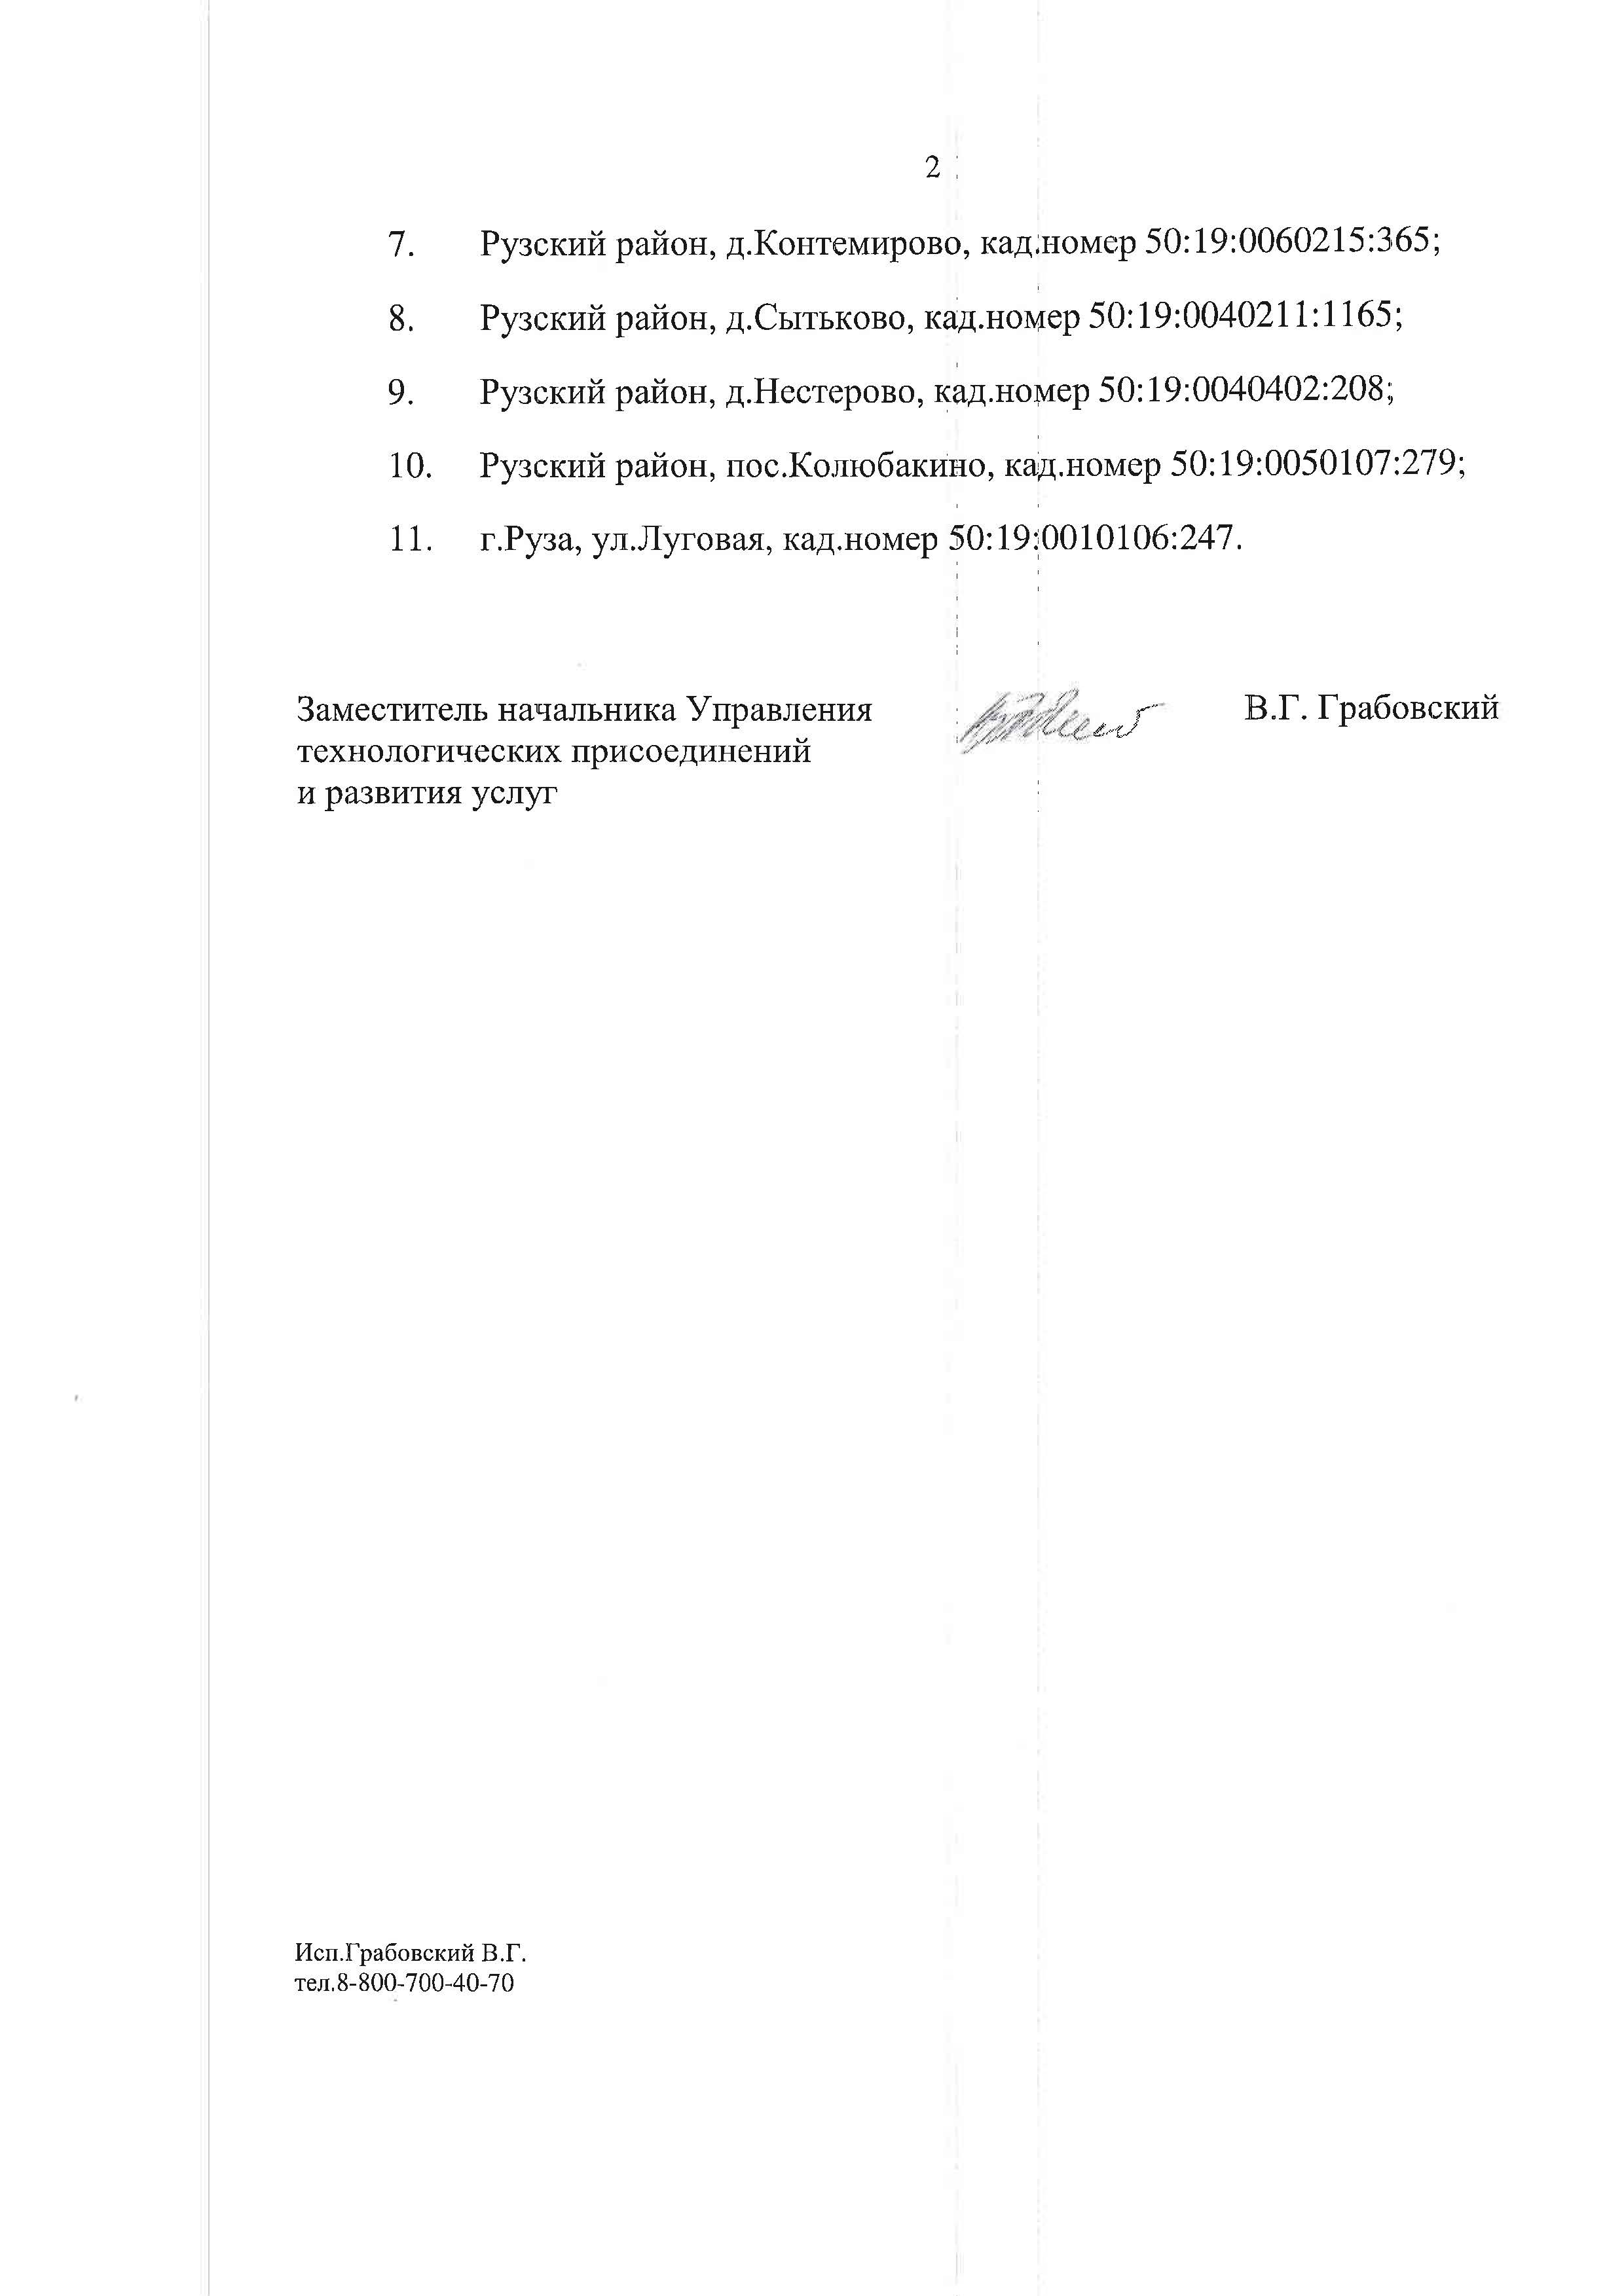 2
7. Рузский район, д.Контемирово, кад.номер 50:19:0060215:365;
8. Рузский район, д.Сытьково, кад.номер 50:19:0040211:1165;
9. Рузский район, д.Нестерово, кад.номер 50:19:0040402:208;
10. Рузский район, пос.Колюбакино, кад.номер 50:19:0050107:279;
11. г.Руза, ул.Луговая, кад.номер 50:19:0010106:247.
Заместитель начальника Управления В.Г. Грабовский
технологических присоединений
и развития услуг
Исп.Грабовский В.Г.
тел.8-800-700-40-70